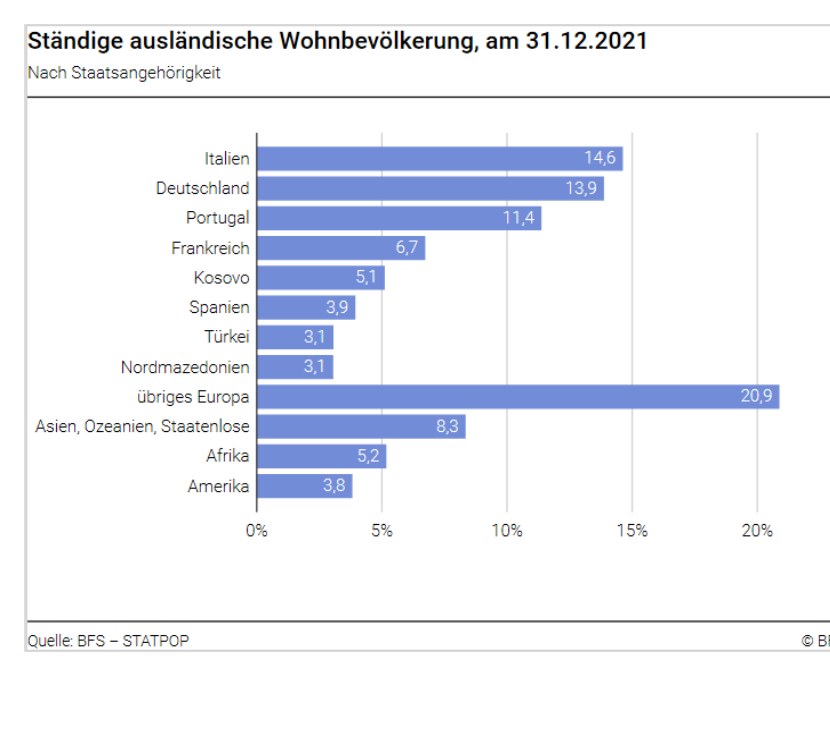 Ständige ausländische Wohnbevölkerung, am 31.12.2021
Nach Staatsangehörigkeit
Italien 14,6
Deutschland 13,9
Portugal 11,4
Frankreich 6,7
Kosovo 5,1
Spanien 3,9
Türkei 3,1
Nordmazedonien 3,1
übriges Europa 20,9
Asien, Ozeanien, Staatenlose 8,3
Afrika 5,2
Amerika 3,8
0% 5% 10% 15% 20%
Quelle: BFS – STATPOP ©